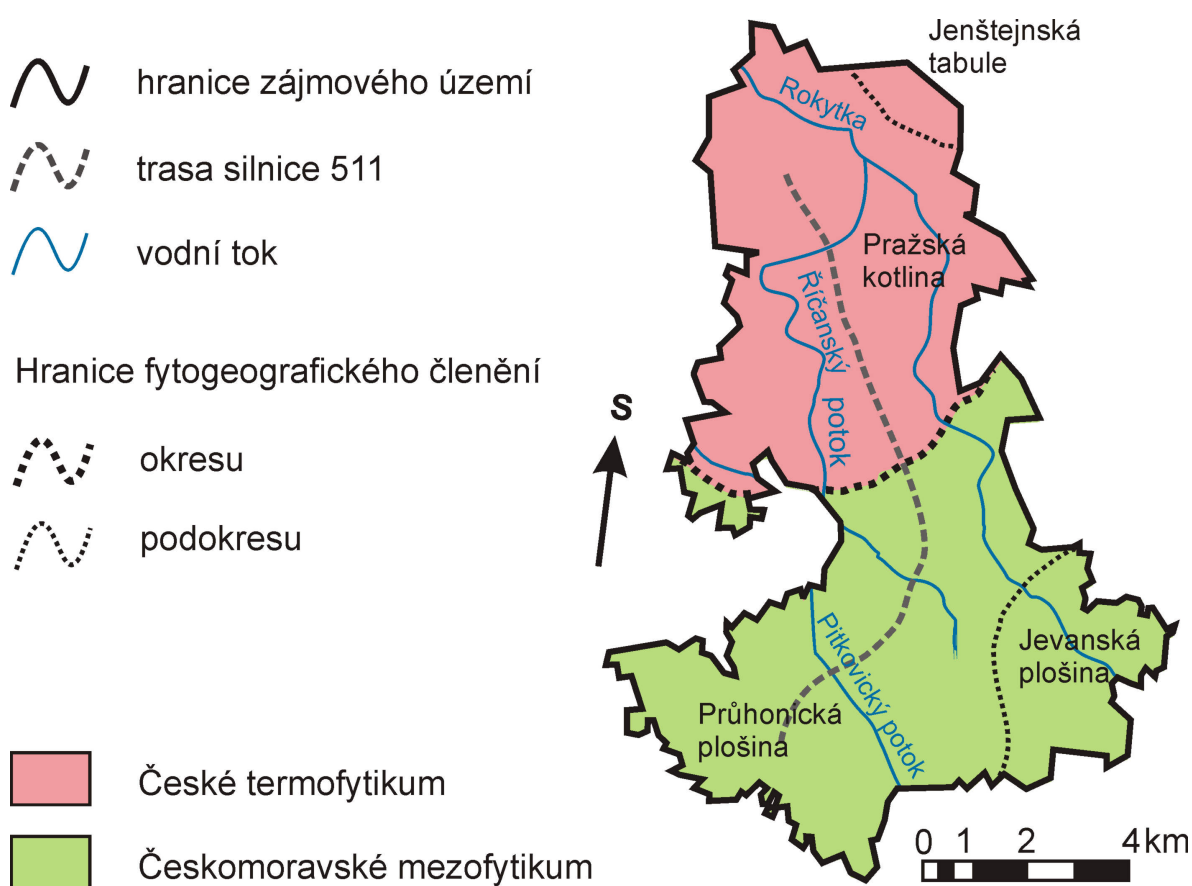 hranice zájmového území
trasa silnice 511
vodní tok
Hranice fytogeografického členění
okresu
podokresu
České termofytikum
Českomoravské mezofytikum
Jenštejnská
tabule
Rokytka
Pražská
kotlina
Říčanský potok
S
Jevanská
plošina
Pitkovický potok
Průhonická
plošina
0 1 2 4 km